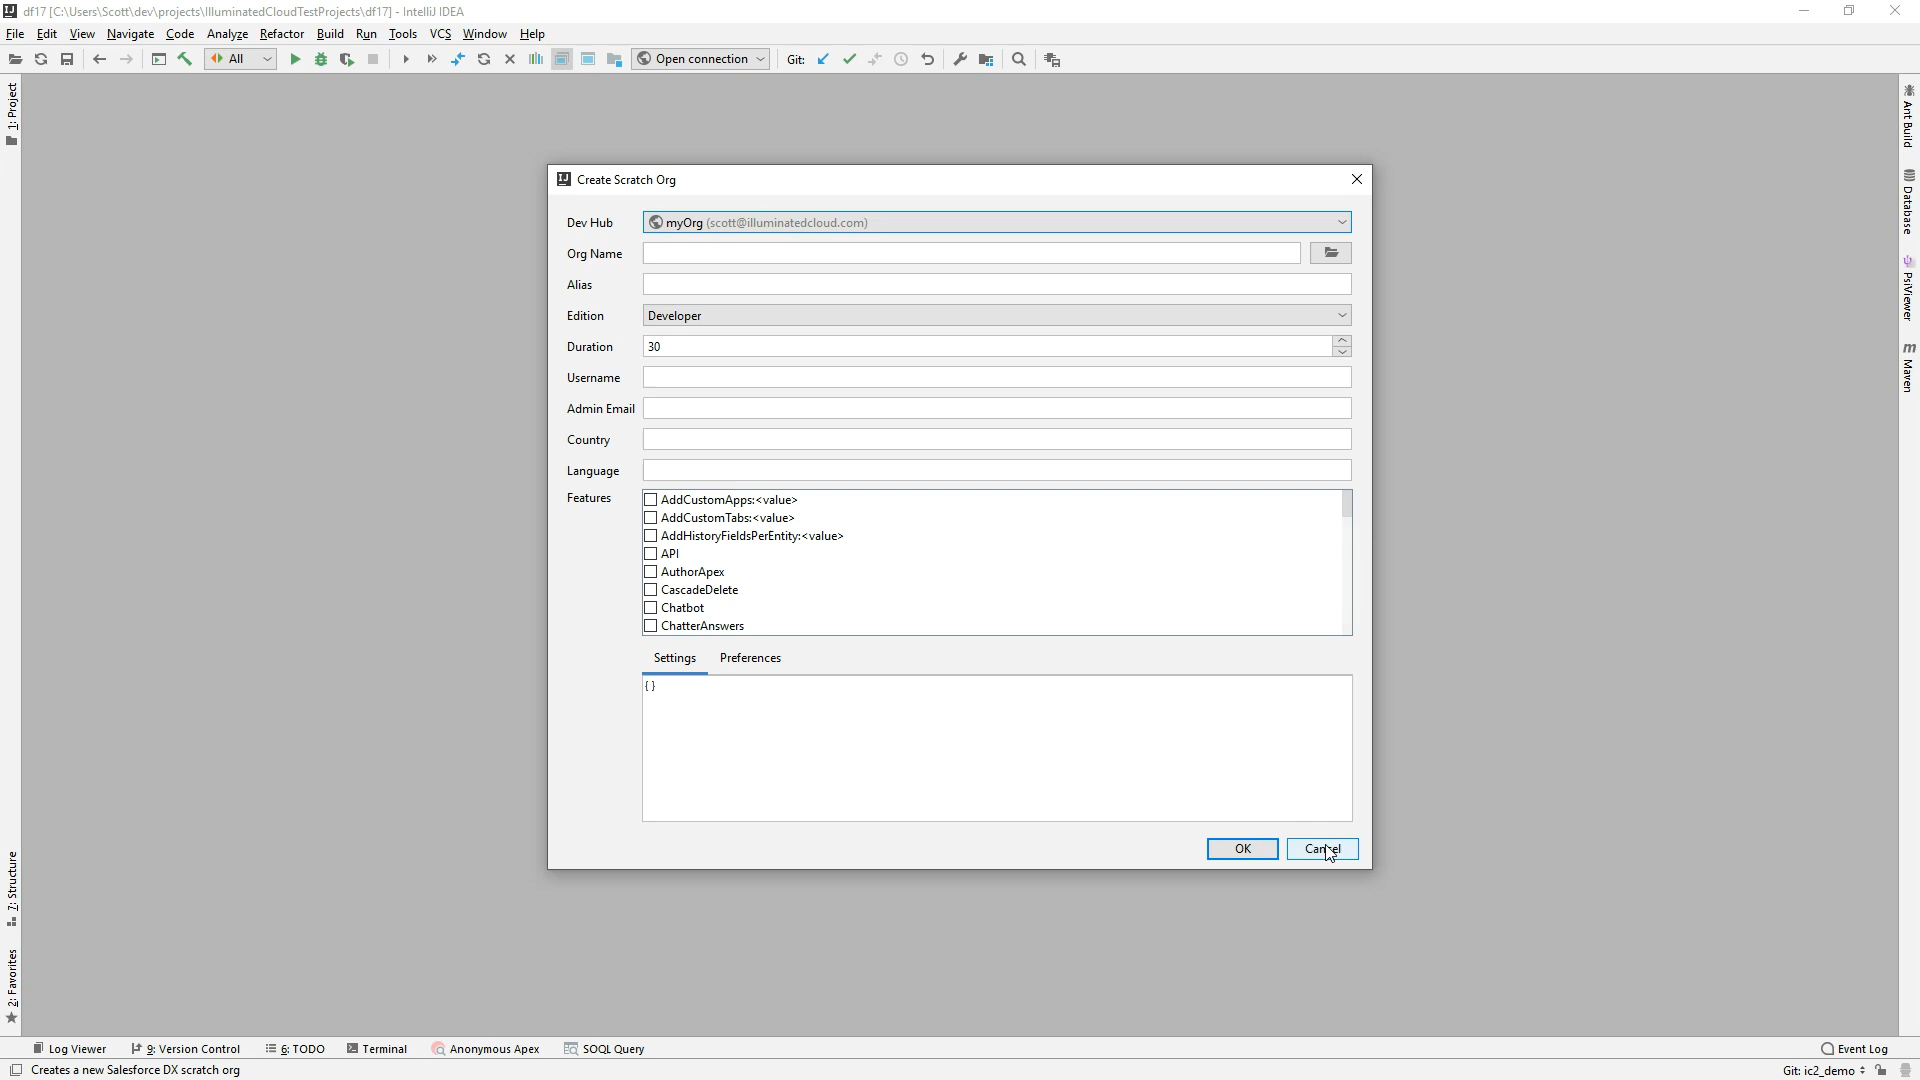 df17 [C:\Users\Scott\dev\projects\IlluminatedCloudTestProjects\df17] - IntelliJ IDEA
File Edit View Navigate Code Analyze Refactor Build Run Tools VCS Window Help
All Open connection Git:
1: Project
Ant Build
Database
PsiViewer
m Maven
Create Scratch Org
Dev Hub myOrg (scott@illuminatedcloud.com)
Org Name
Alias
Edition Developer
Duration 30
Username
Admin Email
Country
Language
Features AddCustomApps:<value>
AddCustomTabs:<value>
AddHistoryFieldsPerEntity:<value>
API
AuthorApex
CascadeDelete
Chatbot
ChatterAnswers
Settings Preferences
{ }
OK Cancel
7: Structure
2: Favorites
Log Viewer 9: Version Control 6: TODO Terminal Anonymous Apex SOQL Query Event Log
Creates a new Salesforce DX scratch org Git: ic2_demo